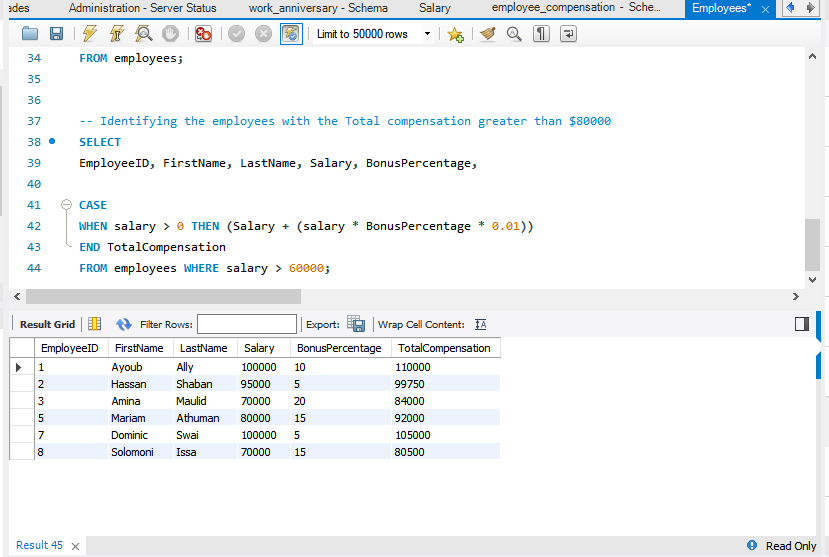 ades Administration - Server Status work_anniversary - Schema Salary employee_compensation - Sche... Employees* ×
Limit to 50000 rows
34 FROM employees;
35
36
37 -- Identifying the employees with the Total compensation greater than $80000
38 SELECT
39 EmployeeID, FirstName, LastName, Salary, BonusPercentage,
40
41 CASE
42 WHEN salary > 0 THEN (Salary + (salary * BonusPercentage * 0.01))
43 END TotalCompensation
44 FROM employees WHERE salary > 60000;
Result Grid Filter Rows: Export: Wrap Cell Content: IA
EmployeeID FirstName LastName Salary BonusPercentage TotalCompensation
1 Ayoub Ally 100000 10 110000
2 Hassan Shaban 95000 5 99750
3 Amina Maulid 70000 20 84000
5 Mariam Athuman 80000 15 92000
7 Dominic Swai 100000 5 105000
8 Solomoni Issa 70000 15 80500
Result 45 × Read Only